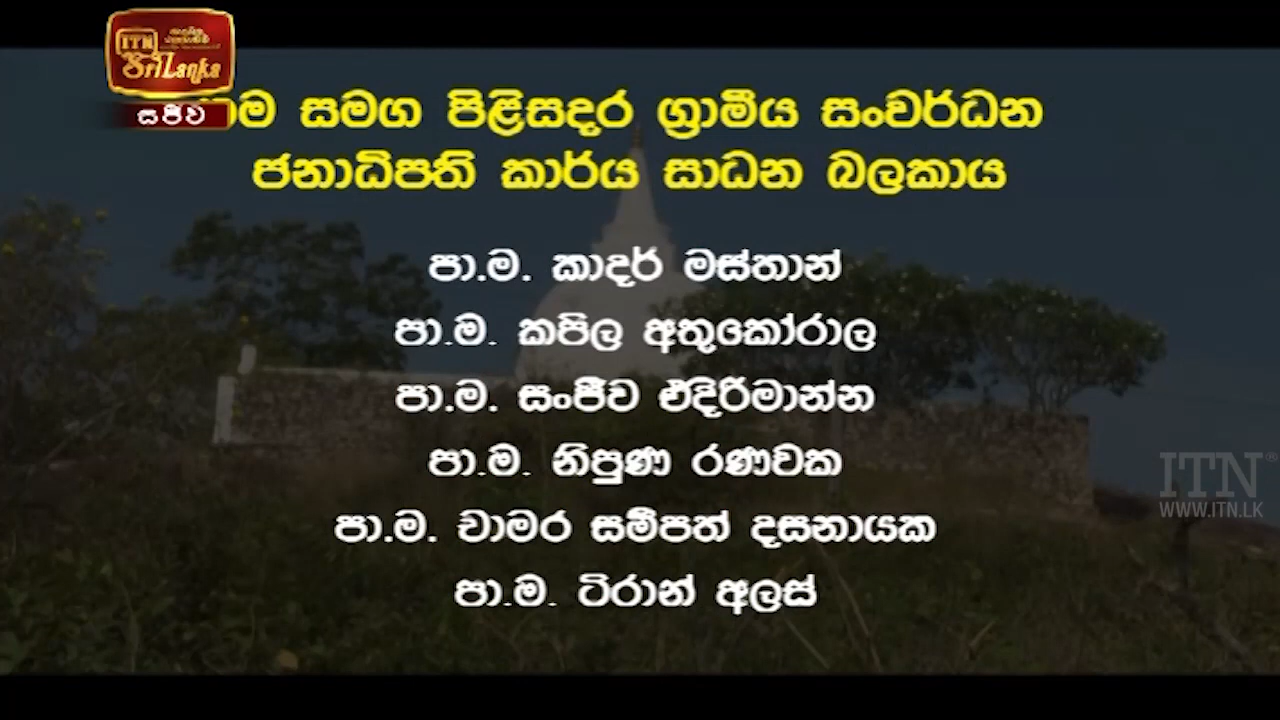 ITN
Sri Lanka
සජීවී
සමග පිළිසඳර ග්‍රාමීය සංවර්ධන
ජනාධිපති කාර්ය සාධන බලකාය
පා.ම. කාදර් මස්තාන්
පා.ම. කපිල අතුකෝරාල
පා.ම. සංජීව එදිරිමාන්න
පා.ම. නිපුණ රණවක
පා.ම. චාමර සම්පත් දසනායක
පා.ම. ටිරාන් අලස්
ITN
WWW.ITN.LK